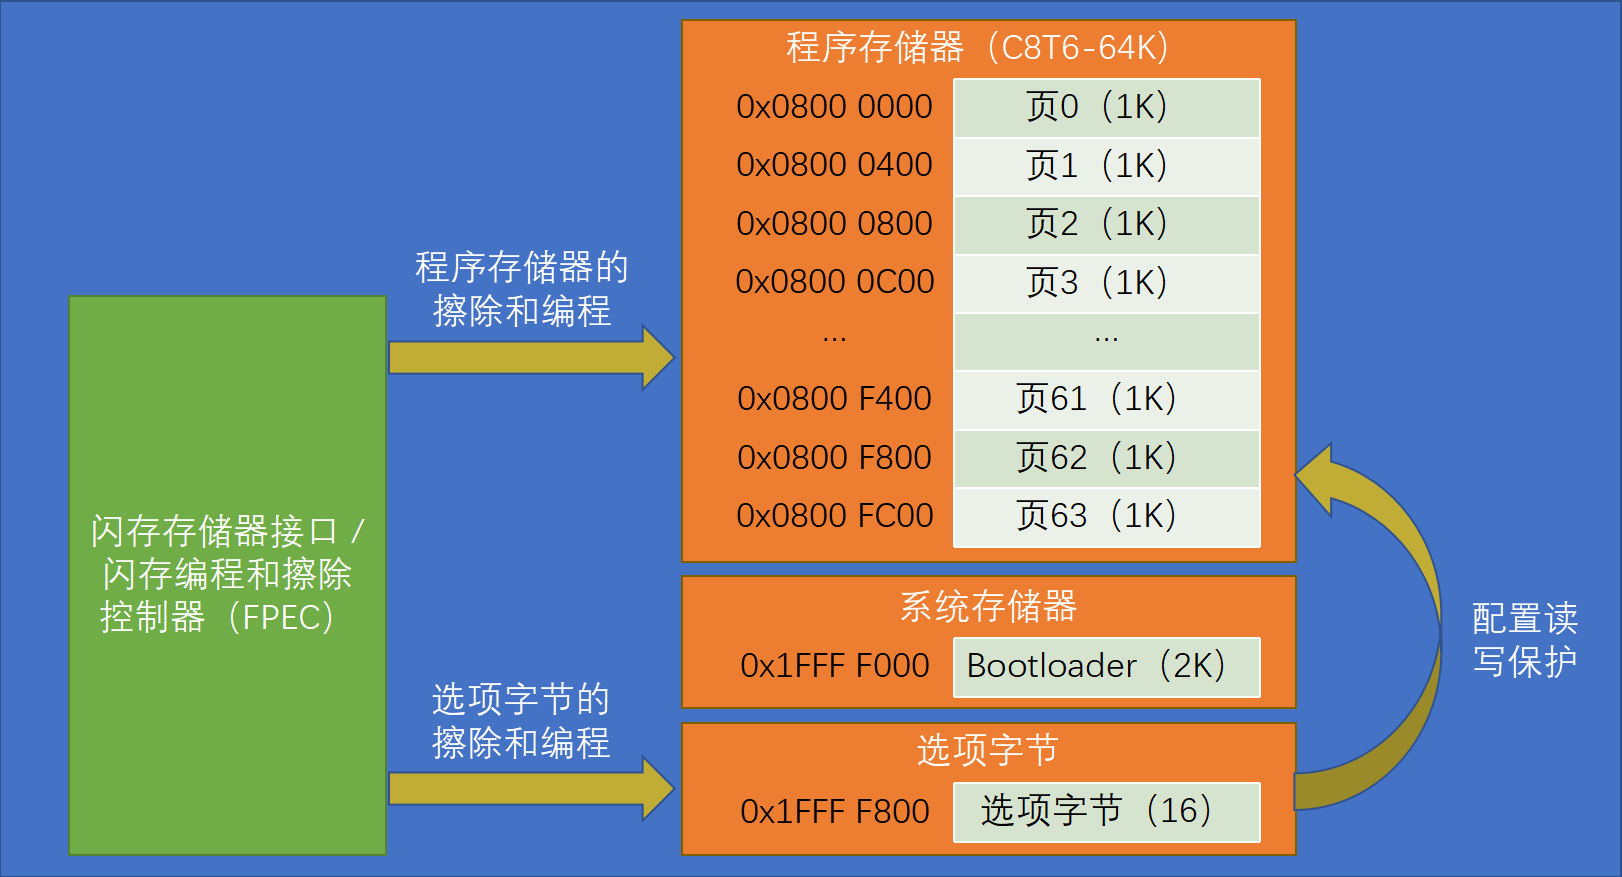 程序存储器（C8T6-64K）
0x0800 0000 页0（1K）
0x0800 0400 页1（1K）
0x0800 0800 页2（1K）
0x0800 0C00 页3（1K）
... ...
0x0800 F400 页61（1K）
0x0800 F800 页62（1K）
0x0800 FC00 页63（1K）
程序存储器的
擦除和编程
闪存存储器接口 /
闪存编程和擦除
控制器（FPEC）
系统存储器
0x1FFF F000 Bootloader（2K）
选项字节的
擦除和编程
选项字节
0x1FFF F800 选项字节（16）
配置读
写保护